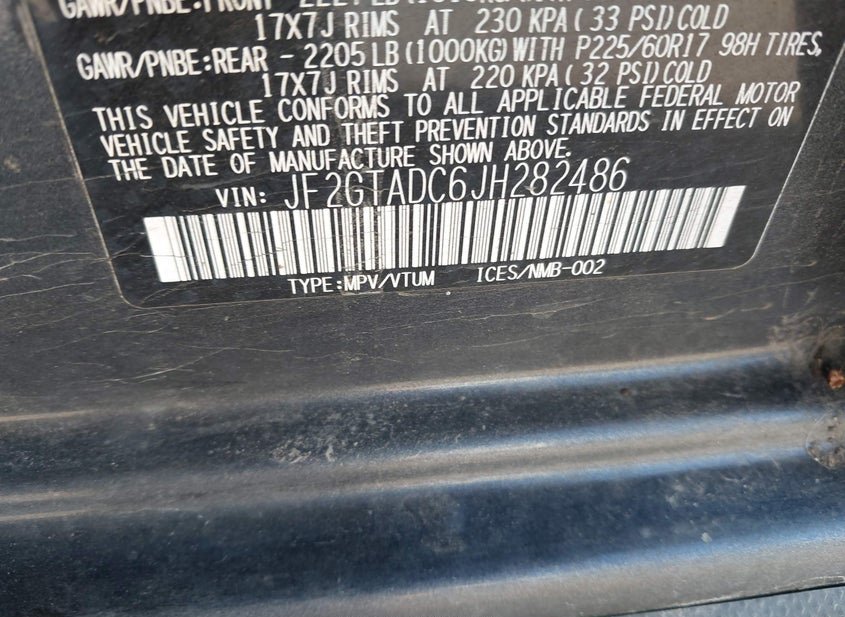 GAWR/PNBE:FRONT
17X7J RIMS AT 230 KPA(33 PSI)COLD
GAWR/PNBE:REAR - 2205 LB(1000KG)WITH P225/60R17 98H TIRES,
17X7J RIMS AT 220 KPA(32 PSI)COLD
THIS VEHICLE CONFORMS TO ALL APPLICABLE FEDERAL MOTOR
VEHICLE SAFETY AND THEFT PREVENTION STANDARDS IN EFFECT ON
THE DATE OF MANUFACTURE SHOWN ABOVE.
VIN: JF2GTADC6JH282486
TYPE:MPV/VTUM ICES/NMB-002